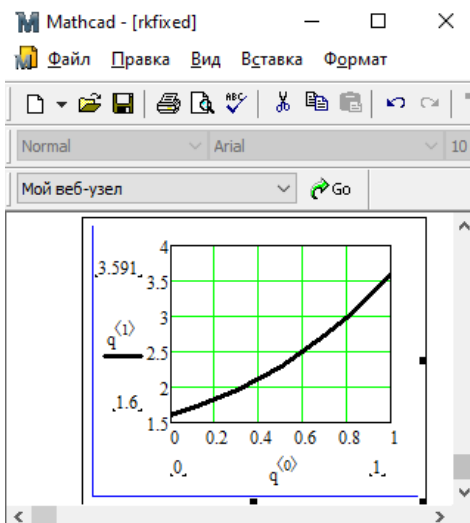 Mathcad - [rkfixed]
Файл Правка Вид Вставка Формат
ABC
Normal Arial 10
Мой веб-узел Go
4
3.591
3.5
3
q⟨1⟩
2.5
2
1.6
1.5
0 0.2 0.4 0.6 0.8 1
0 q⟨0⟩ 1